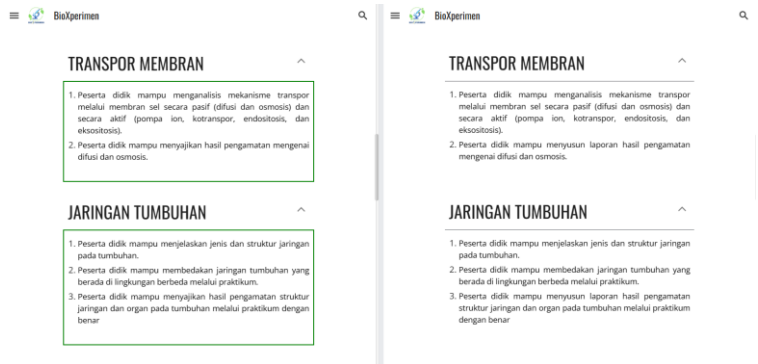 BioXperimen
TRANSPOR MEMBRAN
1. Peserta didik mampu menganalisis mekanisme transpor
melalui membran sel secara pasif (difusi dan osmosis) dan
secara aktif (pompa ion, kotranspor, endositosis, dan
eksositosis).
2. Peserta didik mampu menyajikan hasil pengamatan mengenai
difusi dan osmosis.
JARINGAN TUMBUHAN
1. Peserta didik mampu menjelaskan jenis dan struktur jaringan
pada tumbuhan.
2. Peserta didik mampu membedakan jaringan tumbuhan yang
berada di lingkungan berbeda melalui praktikum.
3. Peserta didik mampu menyajikan hasil pengamatan struktur
jaringan dan organ pada tumbuhan melalui praktikum dengan
benar
BioXperimen
TRANSPOR MEMBRAN
1. Peserta didik mampu menganalisis mekanisme transpor
melalui membran sel secara pasif (difusi dan osmosis) dan
secara aktif (pompa ion, kotranspor, endositosis, dan
eksositosis).
2. Peserta didik mampu menyusun laporan hasil pengamatan
mengenai difusi dan osmosis.
JARINGAN TUMBUHAN
1. Peserta didik mampu menjelaskan jenis dan struktur jaringan
pada tumbuhan.
2. Peserta didik mampu membedakan jaringan tumbuhan yang
berada di lingkungan berbeda melalui praktikum.
3. Peserta didik mampu menyusun laporan hasil pengamatan
struktur jaringan dan organ pada tumbuhan melalui praktikum
dengan benar